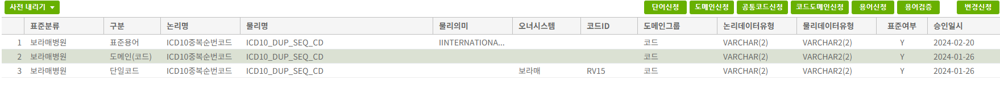 사전 내리기 단어신청 도메인신청 공통코드신청 코드도메인신청 용어신청 용어검증 변경신청
표준분류 구분 논리명 물리명 물리의미 오너시스템 코드ID 도메인그룹 논리데이터유형 물리데이터유형 표준여부 승인일시
1 보라매병원 표준용어 ICD10중복순번코드 ICD10_DUP_SEQ_CD IINTERNATIONA... 코드 VARCHAR(2) VARCHAR2(2) Y 2024-02-20
2 보라매병원 도메인(코드) ICD10중복순번코드 ICD10_DUP_SEQ_CD 코드 VARCHAR(2) VARCHAR2(2) Y 2024-01-26
3 보라매병원 단일코드 ICD10중복순번코드 ICD10_DUP_SEQ_CD 보라매 RV15 코드 VARCHAR(2) VARCHAR2(2) Y 2024-01-26